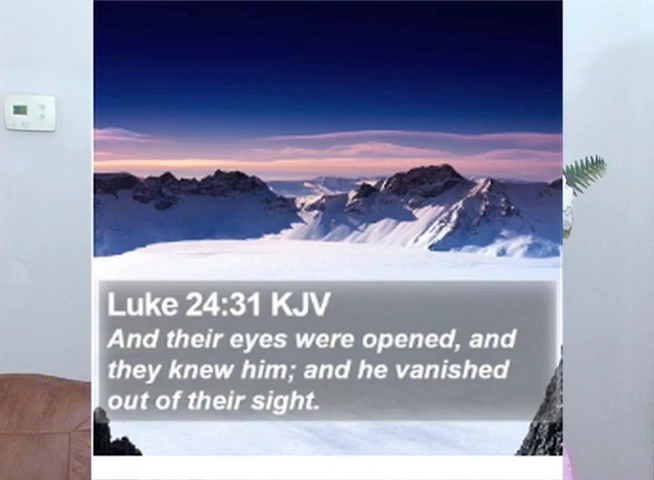 Luke 24:31 KJV
And their eyes were opened, and
they knew him; and he vanished
out of their sight.